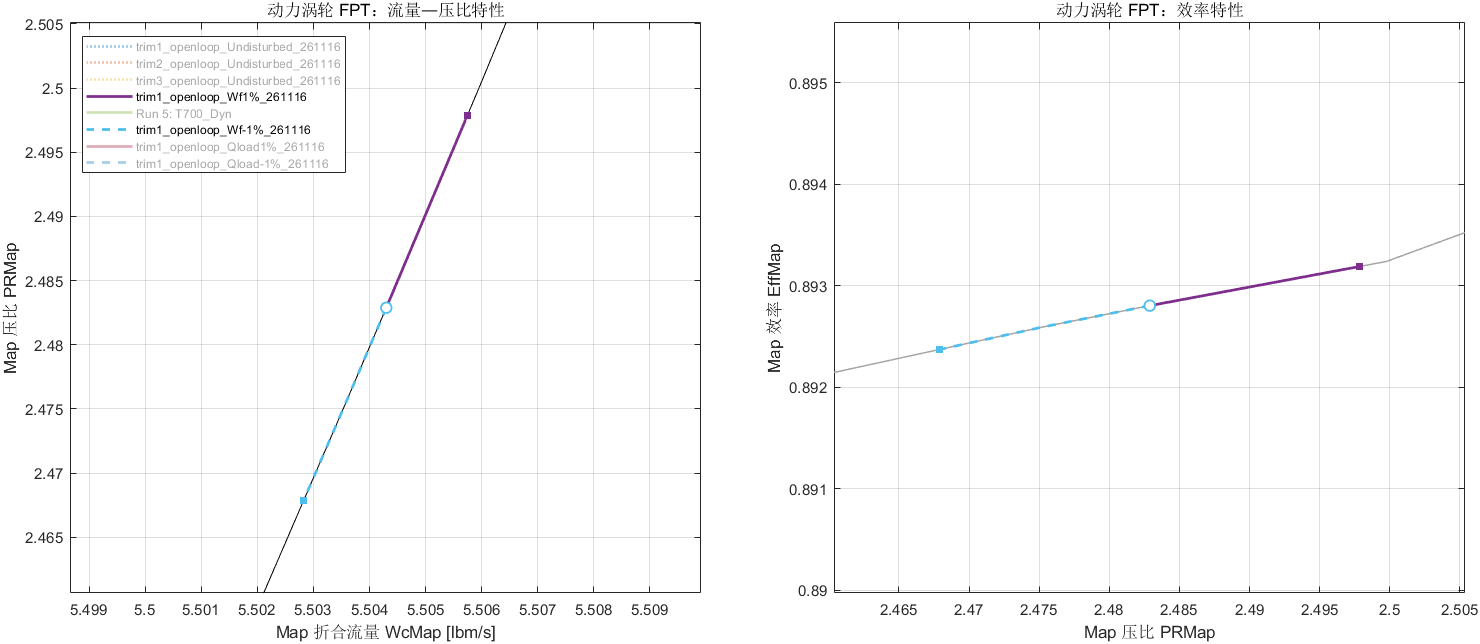 动力涡轮 FPT：流量—压比特性
2.505
2.5
2.495
2.49
2.485
2.48
2.475
2.47
2.465
Map 压比 PRMap
trim1_openloop_Undisturbed_261116
trim2_openloop_Undisturbed_261116
trim3_openloop_Undisturbed_261116
trim1_openloop_Wf1%_261116
Run 5: T700_Dyn
trim1_openloop_Wf-1%_261116
trim1_openloop_Qload1%_261116
trim1_openloop_Qload-1%_261116
5.499 5.5 5.501 5.502 5.503 5.504 5.505 5.506 5.507 5.508 5.509
Map 折合流量 WcMap [lbm/s]
动力涡轮 FPT：效率特性
0.895
0.894
0.893
0.892
0.891
0.89
Map 效率 EffMap
2.465 2.47 2.475 2.48 2.485 2.49 2.495 2.5 2.505
Map 压比 PRMap